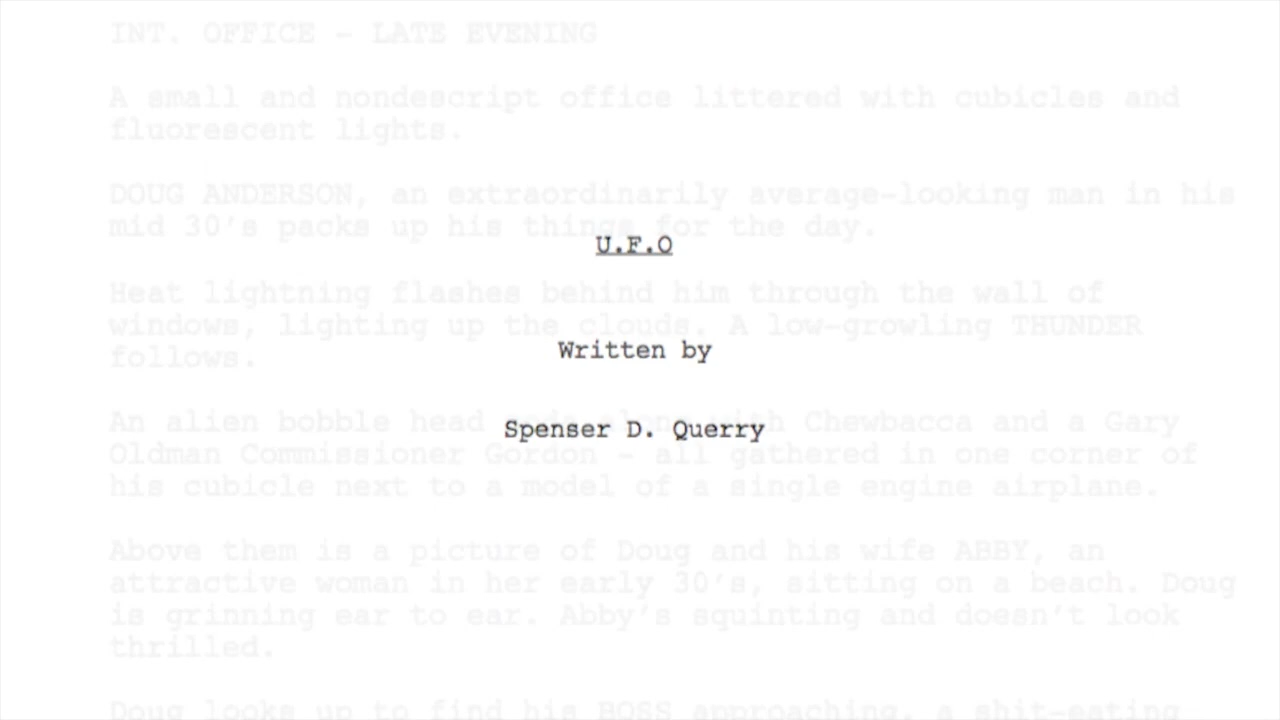 INT. OFFICE - LATE EVENING
A small and nondescript office littered with cubicles and
fluorescent lights.
DOUG ANDERSON, an extraordinarily average-looking man in his
mid 30's packs up his things for the day.
U.F.O
Heat lightning flashes behind him through the wall of
windows, lighting up the clouds. A low-growling THUNDER
follows.
Written by
An alien bobble head nods along with Chewbacca and a Gary
Spenser D. Querry
Oldman Commissioner Gordon - all gathered in one corner of
his cubicle next to a model of a single engine airplane.
Above them is a picture of Doug and his wife ABBY, an
attractive woman in her early 30's, sitting on a beach. Doug
is grinning ear to ear. Abby's squinting and doesn't look
thrilled.
Doug looks up to find his BOSS approaching, a shit-eating